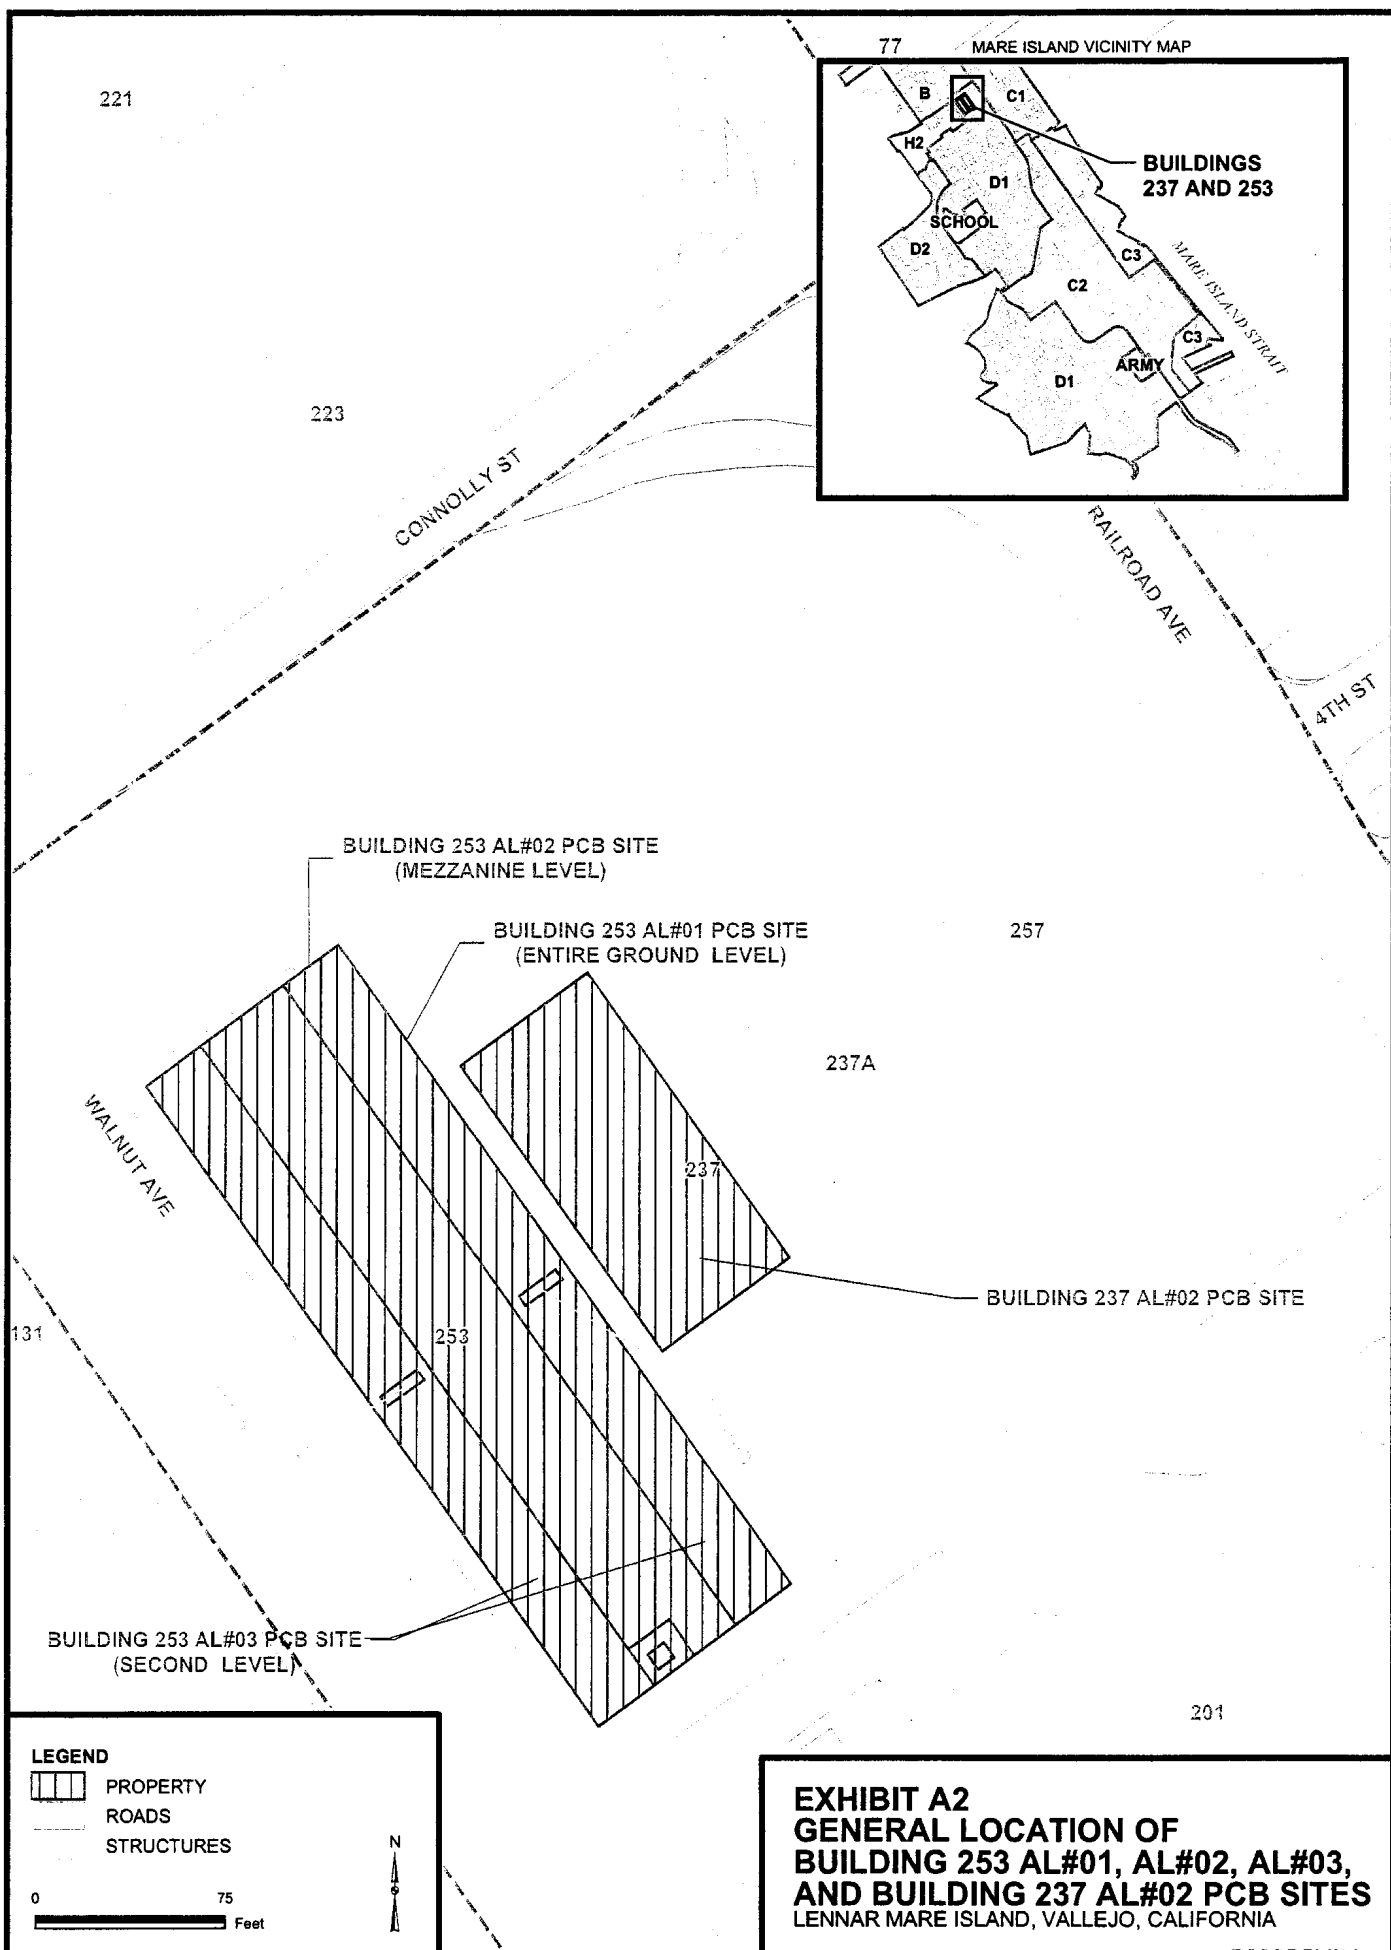 77
MARE ISLAND VICINITY MAP
221
B
C1
H2
BUILDINGS
237 AND 253
D1
SCHOOL
D2
C3
MARE ISLAND STRAIT
C2
C3
ARMY
D1
223
CONNOLLY ST
RAILROAD AVE
4TH ST
BUILDING 253 AL#02 PCB SITE
(MEZZANINE LEVEL)
BUILDING 253 AL#01 PCB SITE
(ENTIRE GROUND LEVEL)
257
237A
WALNUT AVE
237
BUILDING 237 AL#02 PCB SITE
131
253
BUILDING 253 AL#03 PCB SITE
(SECOND LEVEL)
201
LEGEND
PROPERTY
ROADS
STRUCTURES
N
0 75
Feet
EXHIBIT A2
GENERAL LOCATION OF
BUILDING 253 AL#01, AL#02, AL#03,
AND BUILDING 237 AL#02 PCB SITES
LENNAR MARE ISLAND, VALLEJO, CALIFORNIA